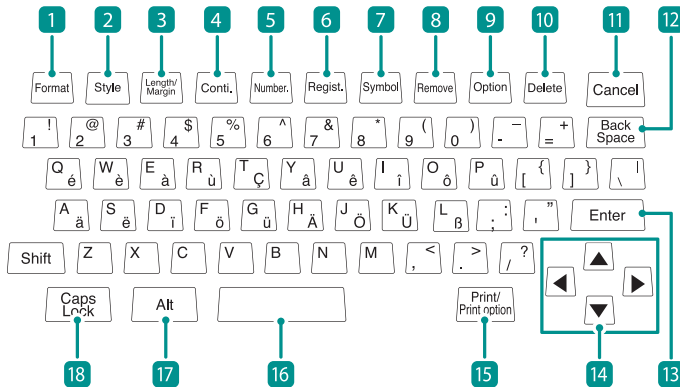 1 2 3 4 5 6 7 8 9 10 11 12
Format Style Length/ Margin Conti. Number. Regist. Symbol Remove Option Delete Cancel
! 1 @ 2 # 3 $ 4 % 5 ^ 6 & 7 * 8 ( 9 ) 0 _ - + = Back Space
Q é W è E à R ù T Ç Y â U ê I î O ô P û { [ } ] | \
A ä S ë D ï F ö G ü H Ä J Ö K Ü L ß : ; " , Enter
Shift Z X C V B N M < , > . ? / ▲
◀ ▶
Caps Lock Alt Print/ Print option ▼
18 17 16 15 14 13